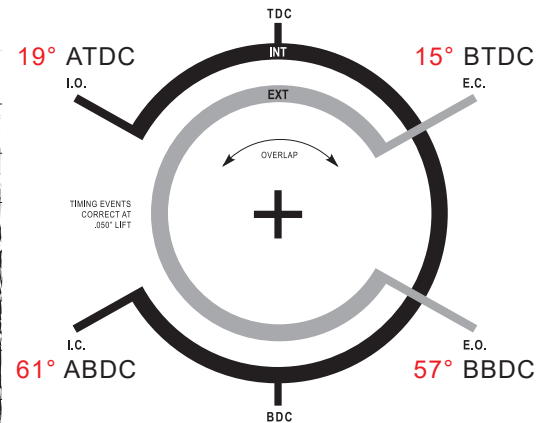 TDC
19° ATDC
15° BTDC
I.O.
INT
E.C.
EXT
OVERLAP
TIMING EVENTS
CORRECT AT
.050" LIFT
I.C.
E.O.
61° ABDC
57° BBDC
BDC